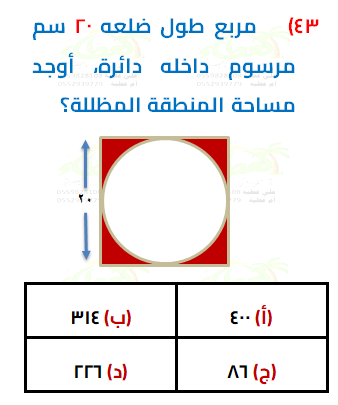 ٤٣) مربع طول ضلعه ٢٠ سم
مرسوم داخله دائرة، أوجد
مساحة المنطقة المظللة؟
٢٠
(أ) ٤٠٠
(ب) ٣١٤
(ج) ٨٦
(د) ٢٢٦